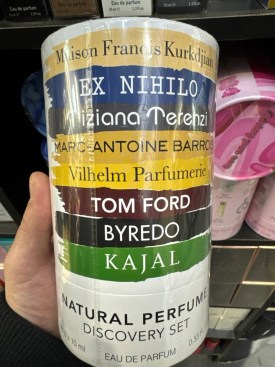 Maison Francis Kurkdjian
EX NIHILO
Tiziana Terenzi
MARC-ANTOINE BARRO
Vilhelm Parfumerie
TOM FORD
BYREDO
KAJAL
NATURAL PERFUME
DISCOVERY SET
EAU DE PARFUM